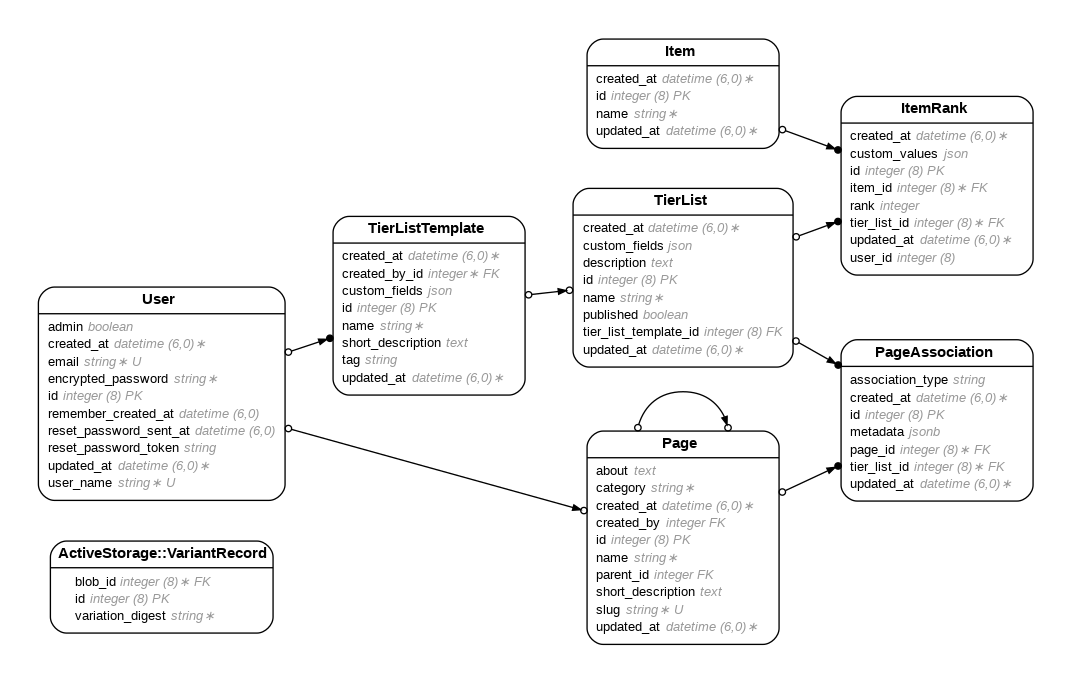 Item
created_at datetime (6,0)∗
id integer (8) PK
name string∗
updated_at datetime (6,0)∗
ItemRank
created_at datetime (6,0)∗
custom_values json
id integer (8) PK
item_id integer (8)∗ FK
rank integer
tier_list_id integer (8)∗ FK
updated_at datetime (6,0)∗
user_id integer (8)
TierList
created_at datetime (6,0)∗
custom_fields json
description text
id integer (8) PK
name string∗
published boolean
tier_list_template_id integer (8) FK
updated_at datetime (6,0)∗
TierListTemplate
created_at datetime (6,0)∗
created_by_id integer∗ FK
custom_fields json
id integer (8) PK
name string∗
short_description text
tag string
updated_at datetime (6,0)∗
User
admin boolean
created_at datetime (6,0)∗
email string∗ U
encrypted_password string∗
id integer (8) PK
remember_created_at datetime (6,0)
reset_password_sent_at datetime (6,0)
reset_password_token string
updated_at datetime (6,0)∗
user_name string∗ U
PageAssociation
association_type string
created_at datetime (6,0)∗
id integer (8) PK
metadata jsonb
page_id integer (8)∗ FK
tier_list_id integer (8)∗ FK
updated_at datetime (6,0)∗
Page
about text
category string∗
created_at datetime (6,0)∗
created_by integer FK
id integer (8) PK
name string∗
parent_id integer FK
short_description text
slug string∗ U
updated_at datetime (6,0)∗
ActiveStorage::VariantRecord
blob_id integer (8)∗ FK
id integer (8) PK
variation_digest string∗